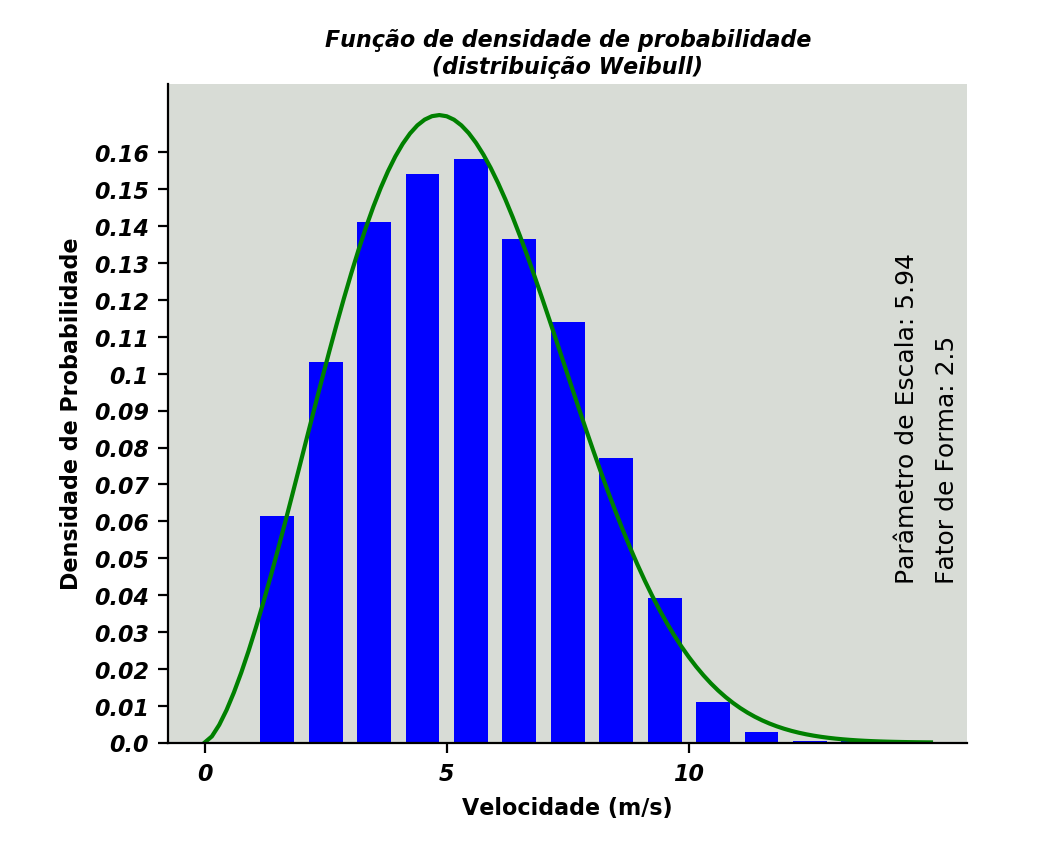 Função de densidade de probabilidade
(distribuição Weibull)
Densidade de Probabilidade
0.16
0.15
0.14
0.13
0.12
0.11
0.1
0.09
0.08
0.07
0.06
0.05
0.04
0.03
0.02
0.01
0.0
0 5 10
Velocidade (m/s)
Parâmetro de Escala: 5.94
Fator de Forma: 2.5